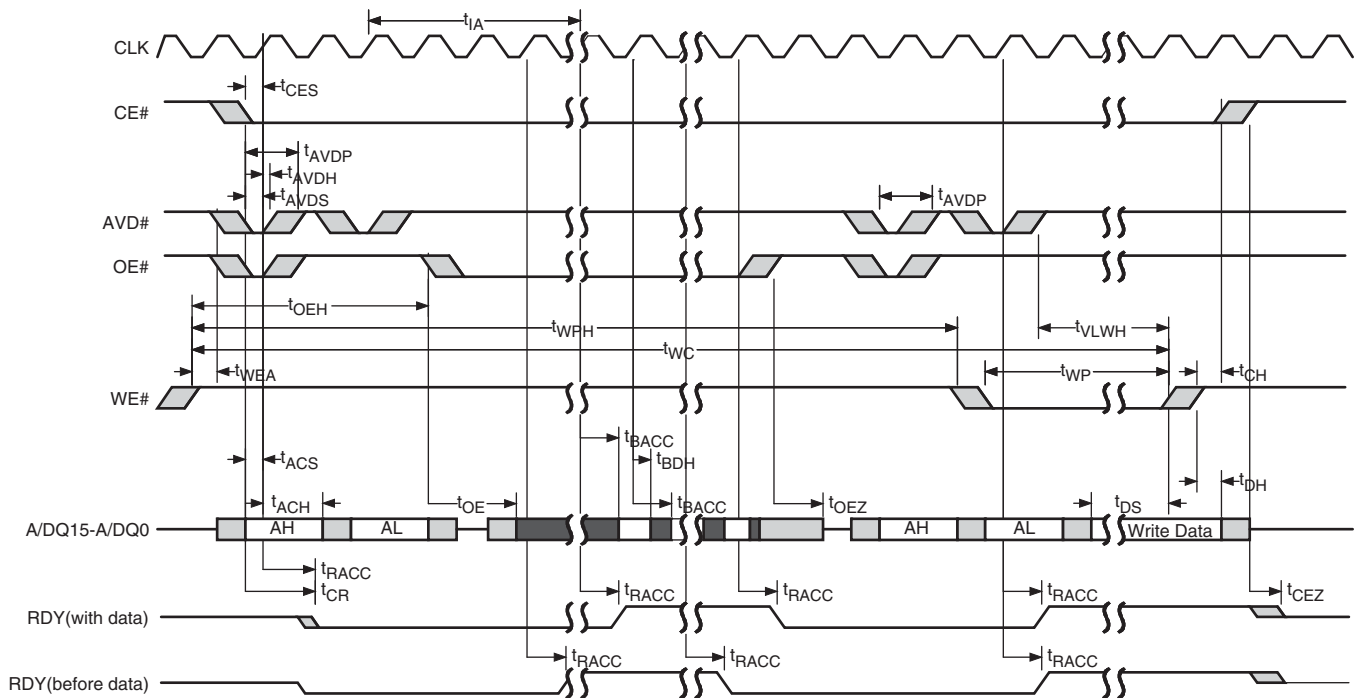 tIA
CLK
tCES
CE#
tAVDP
tAVDH
tAVDS
tAVDP
AVD#
OE#
tOEH
tWPH
tVLWH
tWC
tWEA
tWP
tCH
WE#
tBACC
tACS
tBDH
tACH
tOE
tBACC
tOEZ
tDS
tDH
A/DQ15-A/DQ0
AH
AL
AH
AL
Write Data
tRACC
tCR
tRACC
tRACC
tRACC
tCEZ
RDY(with data)
tRACC
tRACC
tRACC
RDY(before data)